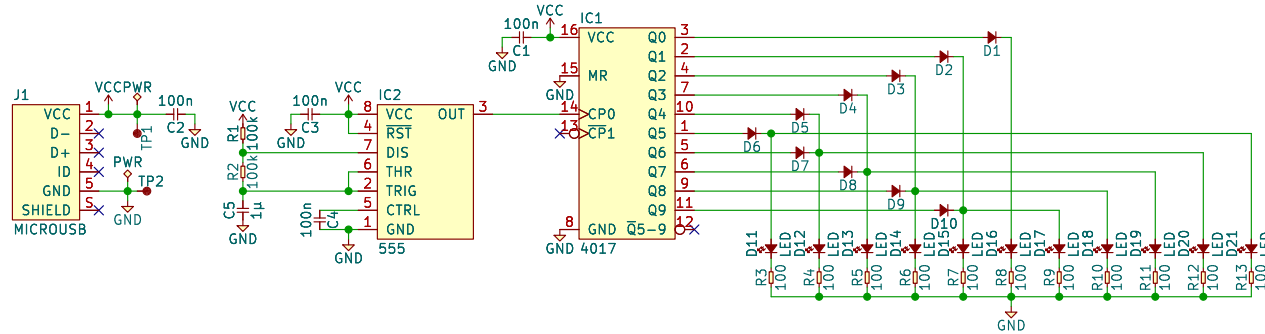 J1
VCC 1
D- 2
D+ 3
ID 4
GND 5
SHIELD S
MICROUSB
VCC
PWR
TP1
100n
C2
GND
PWR
TP2
GND
VCC
R1
100k
R2
100k
C5
1µ
GND
100n
C3
GND
VCC
IC2
8 VCC
4 RST
7 DIS
6 THR
2 TRIG
5 CTRL
1 GND
OUT 3
555
100n
C4
GND
100n
C1
GND
VCC
IC1
16 VCC
15 MR
GND
14 CP0
13 CP1
8 GND
GND
4017
Q0 3
Q1 2
Q2 4
Q3 7
Q4 10
Q5 1
Q6 5
Q7 6
Q8 9
Q9 11
Q5-9 12
D1
D2
D3
D4
D5
D6
D7
D8
D9
D10
D11 LED
D12 LED
D13 LED
D14 LED
D15 LED
D16 LED
D17 LED
D18 LED
D19 LED
D20 LED
D21 LED
R3 100
R4 100
R5 100
R6 100
R7 100
R8 100
R9 100
R10 100
R11 100
R12 100
R13 100
GND